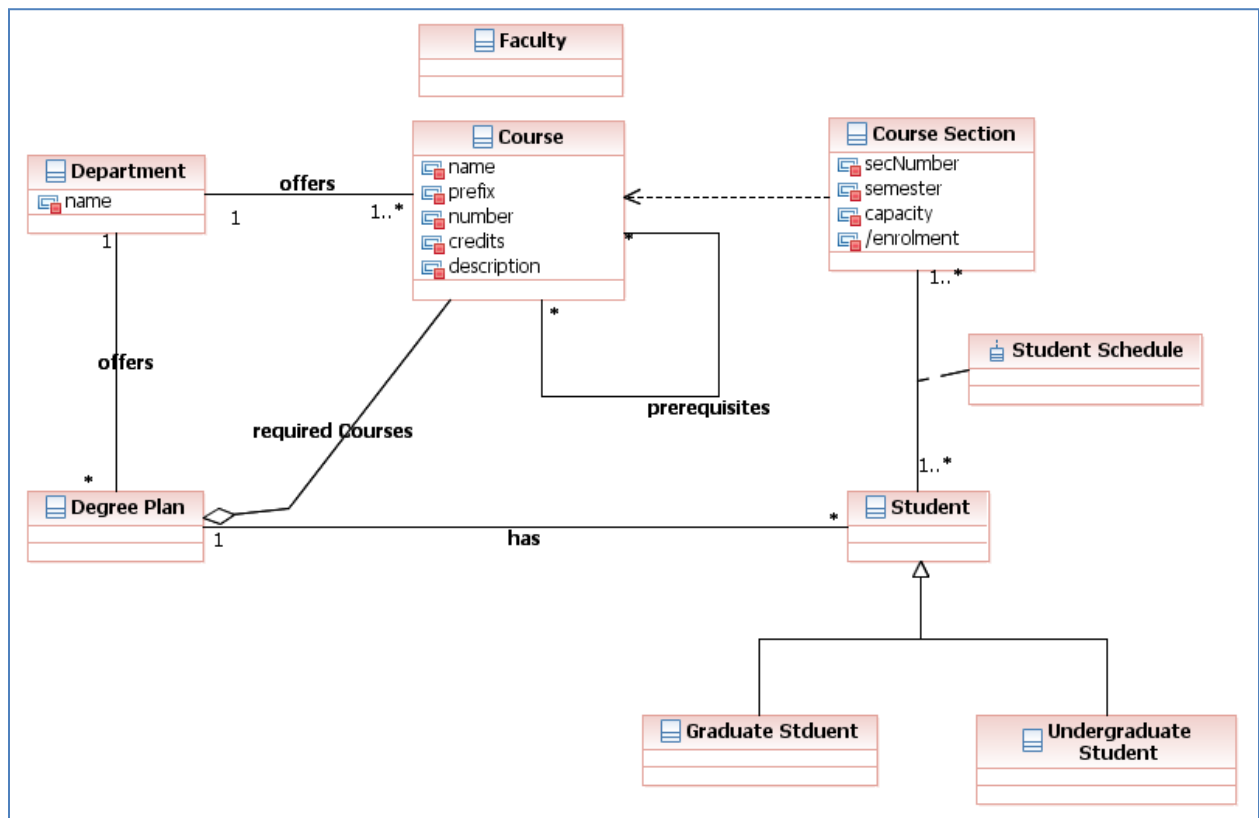 Faculty
Course
name
prefix
number
credits
description
Course Section
secNumber
semester
capacity
/enrolment
Department
name
offers
1
1..*
1
offers
*
*
*
prerequisites
required Courses
1..*
Student Schedule
1..*
Degree Plan
1
has
*
Student
Graduate Stduent
Undergraduate
Student